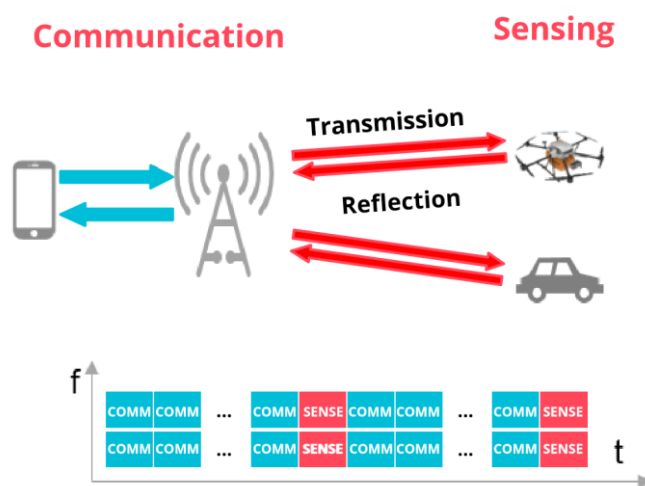 Communication
Sensing
Transmission
Reflection
f
COMM COMM ... COMM SENSE COMM COMM ... COMM SENSE
COMM COMM ... COMM SENSE COMM COMM ... COMM SENSE
t